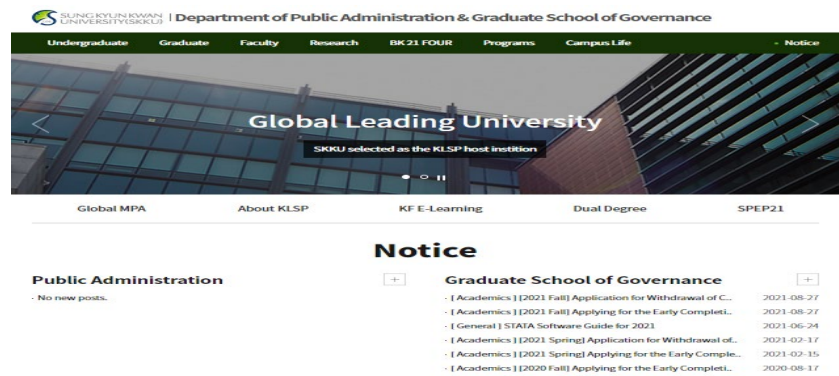 SUNG KYUN KWAN
UNIVERSITY(SKKU)
Department of Public Administration & Graduate School of Governance
Undergraduate Graduate Faculty Research BK 21 FOUR Programs Campus Life - Notice
Global Leading University
SKKU selected as the KLSP host instition
Global MPA About KLSP KF E-Learning Dual Degree SPEP21
Notice
Public Administration +
· No new posts.
Graduate School of Governance +
· [ Academics ] [2021 Fall] Application for Withdrawal of C... 2021-08-27
· [ Academics ] [2021 Fall] Applying for the Early Completi... 2021-08-27
· [ General ] STATA Software Guide for 2021 2021-06-24
· [ Academics ] [2021 Spring] Application for Withdrawal of... 2021-02-17
· [ Academics ] [2021 Spring] Applying for the Early Comple... 2021-02-15
· [ Academics ] [2020 Fall] Applying for the Early Completi... 2020-08-17